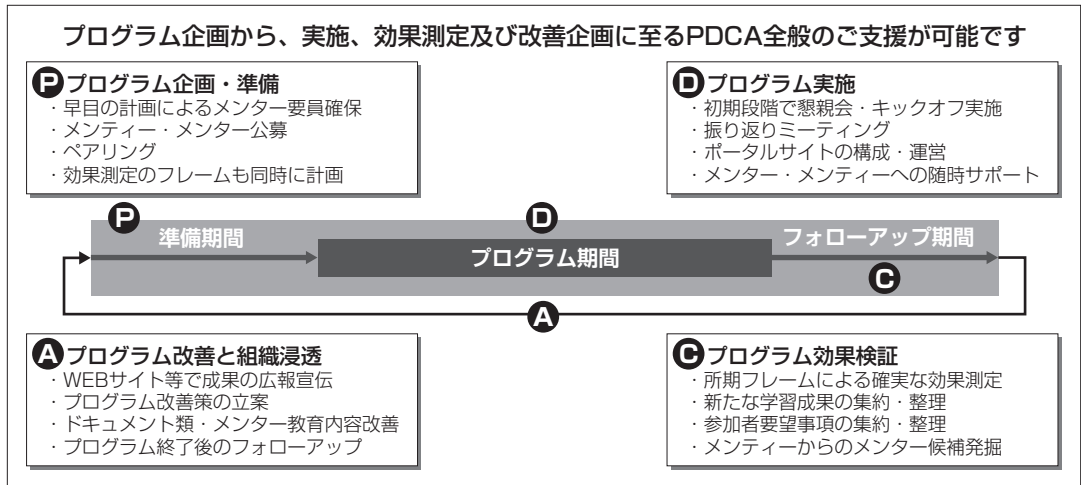 プログラム企画から、実施、効果測定及び改善企画に至るPDCA全般のご支援が可能です
P プログラム企画・準備
・早目の計画によるメンター要員確保
・メンティー・メンター公募
・ペアリング
・効果測定のフレームも同時に計画
D プログラム実施
・初期段階で懇親会・キックオフ実施
・振り返りミーティング
・ポータルサイトの構成・運営
・メンター・メンティーへの随時サポート
P
準備期間
D
プログラム期間
フォローアップ期間
C
A
A プログラム改善と組織浸透
・WEBサイト等で成果の広報宣伝
・プログラム改善策の立案
・ドキュメント類・メンター教育内容改善
・プログラム終了後のフォローアップ
C プログラム効果検証
・所期フレームによる確実な効果測定
・新たな学習成果の集約・整理
・参加者要望事項の集約・整理
・メンティーからのメンター候補発掘